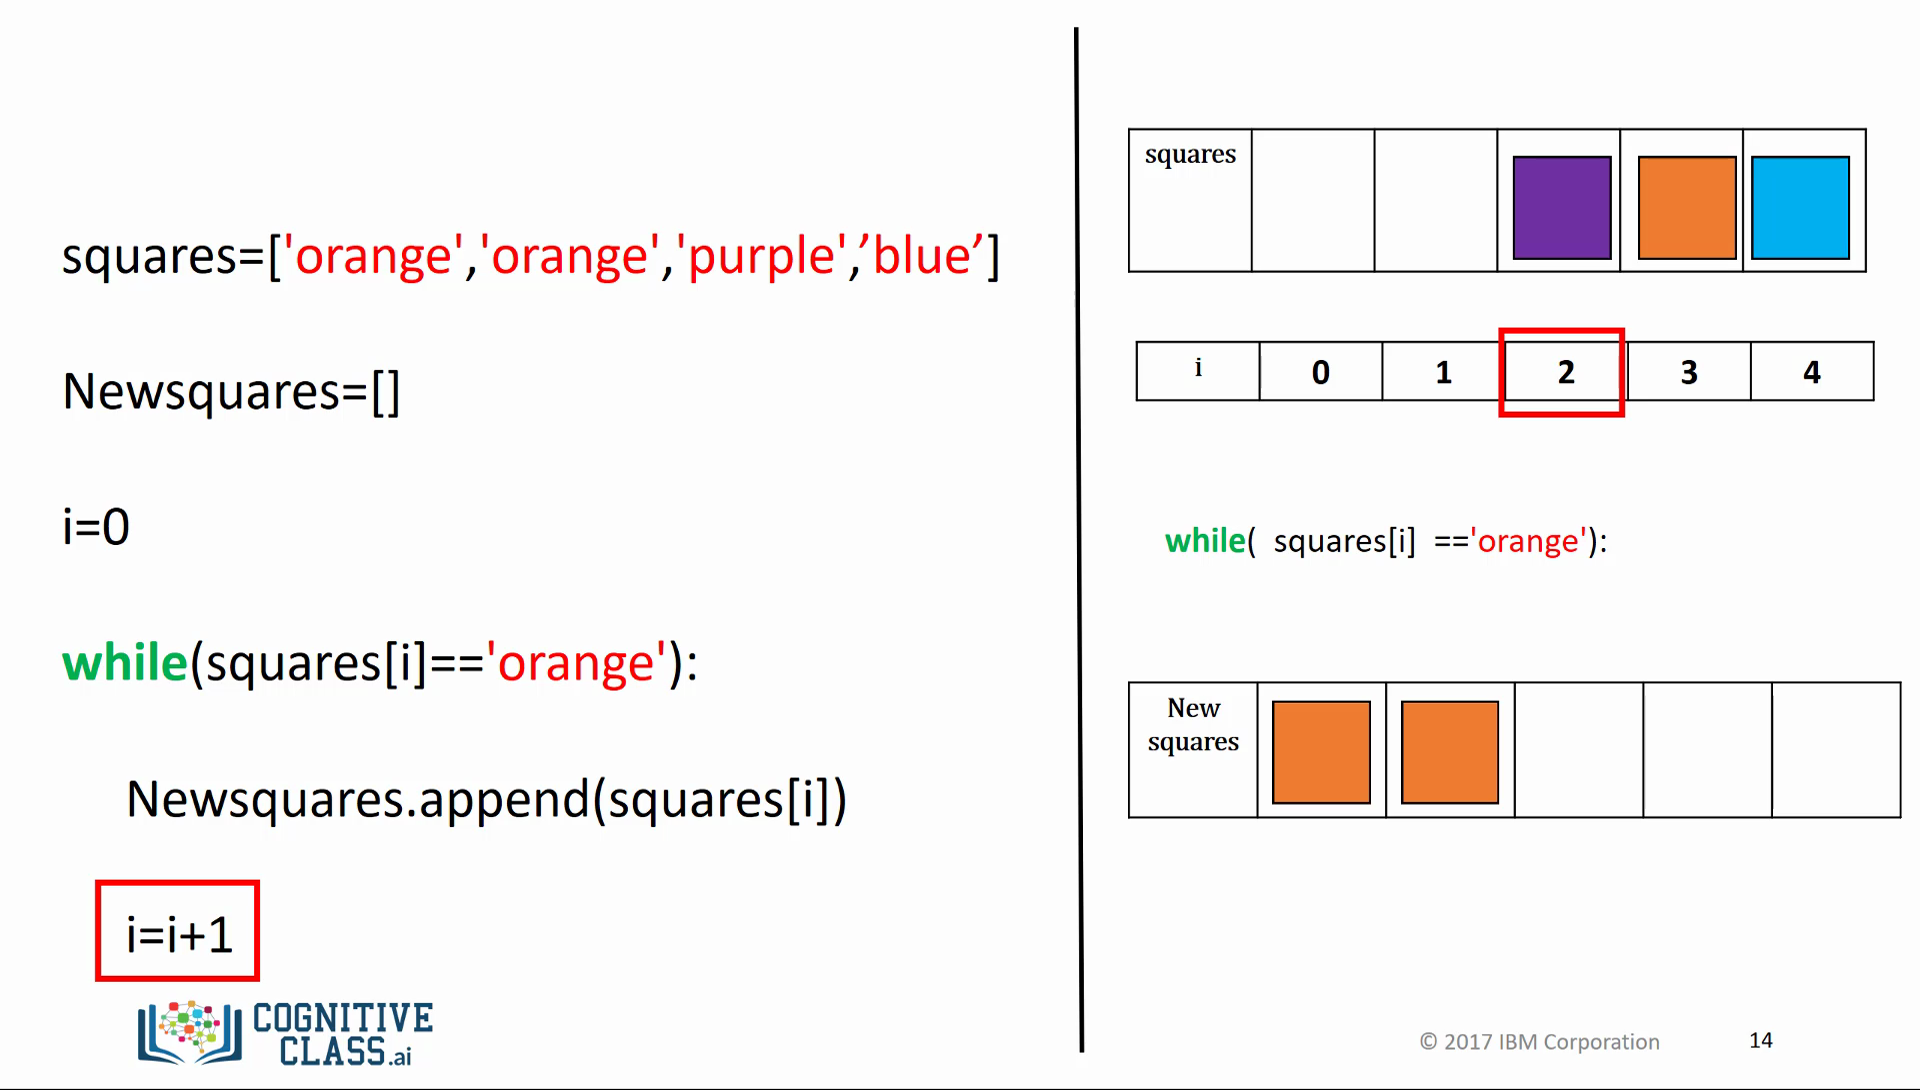 squares=['orange','orange','purple',’blue’]
Newsquares=[]
i=0
while(squares[i]=='orange'):
Newsquares.append(squares[i])
i=i+1
COGNITIVE
CLASS.ai
squares
i 0 1 2 3 4
while( squares[i] =='orange'):
New
squares
© 2017 IBM Corporation 14